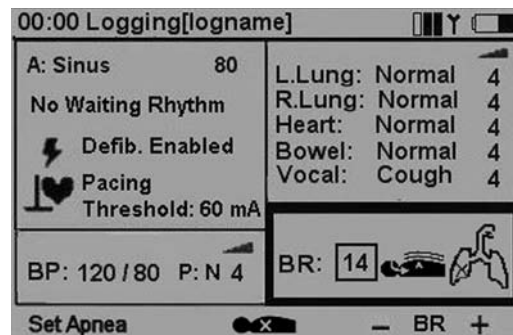 00:00 Logging[logname]
A: Sinus 80
No Waiting Rhythm
Defib. Enabled
Pacing
Threshold: 60 mA
L.Lung: Normal 4
R.Lung: Normal 4
Heart: Normal 4
Bowel: Normal 4
Vocal: Cough 4
BP: 120 / 80 P: N 4
BR: 14
Set Apnea − BR +